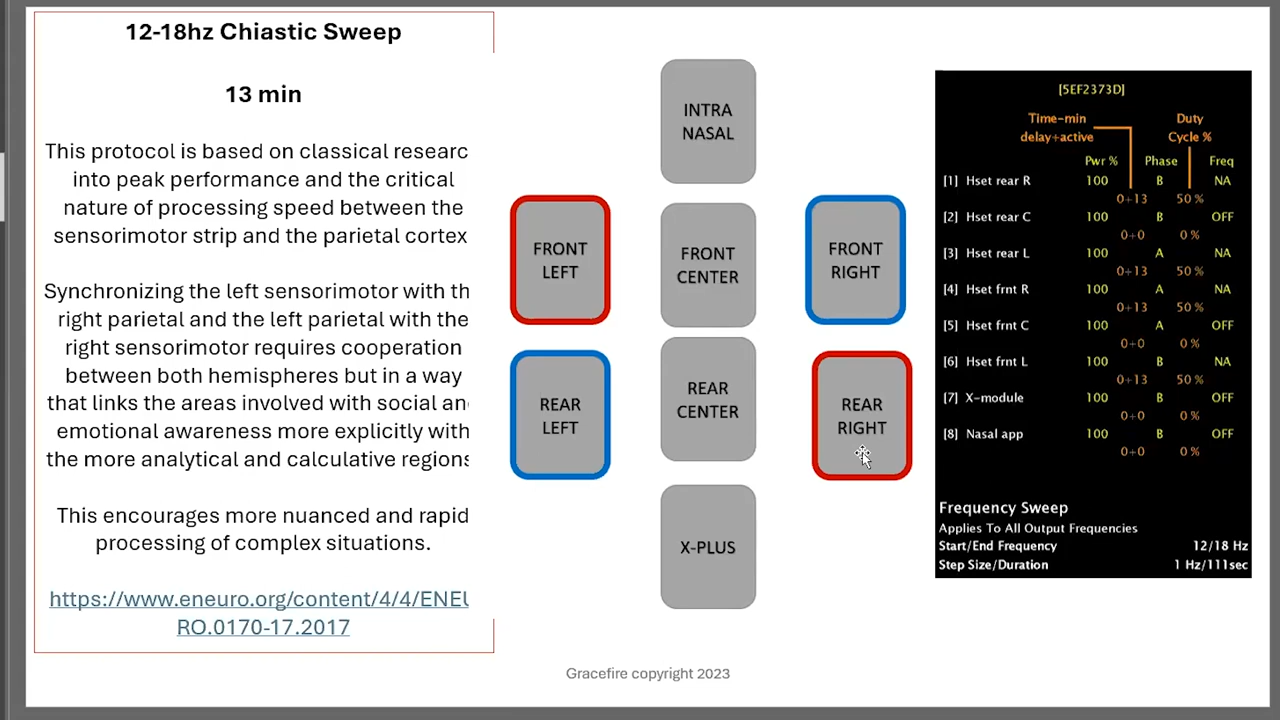 12-18hz Chiastic Sweep
13 min
This protocol is based on classical researc
into peak performance and the critical
nature of processing speed between the
sensorimotor strip and the parietal cortex
Synchronizing the left sensorimotor with th
right parietal and the left parietal with the
right sensorimotor requires cooperation
between both hemispheres but in a way
that links the areas involved with social an
emotional awareness more explicitly with
the more analytical and calculative regions
This encourages more nuanced and rapid
processing of complex situations.
https://www.eneuro.org/content/4/4/ENEU
RO.0170-17.2017
INTRA
NASAL
FRONT
LEFT
FRONT
CENTER
FRONT
RIGHT
REAR
LEFT
REAR
CENTER
REAR
RIGHT
X-PLUS
[5EF2373D]
Time-min Duty
delay+active Cycle %
Pwr % Phase Freq
[1] Hset rear R 100 B NA
0+13 50 %
[2] Hset rear C 100 B OFF
0+0 0 %
[3] Hset rear L 100 A NA
0+13 50 %
[4] Hset frnt R 100 A NA
0+13 50 %
[5] Hset frnt C 100 A OFF
0+0 0 %
[6] Hset frnt L 100 B NA
0+13 50 %
[7] X-module 100 B OFF
0+0 0 %
[8] Nasal app 100 B OFF
0+0 0 %
Frequency Sweep
Applies To All Output Frequencies
Start/End Frequency 12/18 Hz
Step Size/Duration 1 Hz/111sec
Gracefire copyright 2023